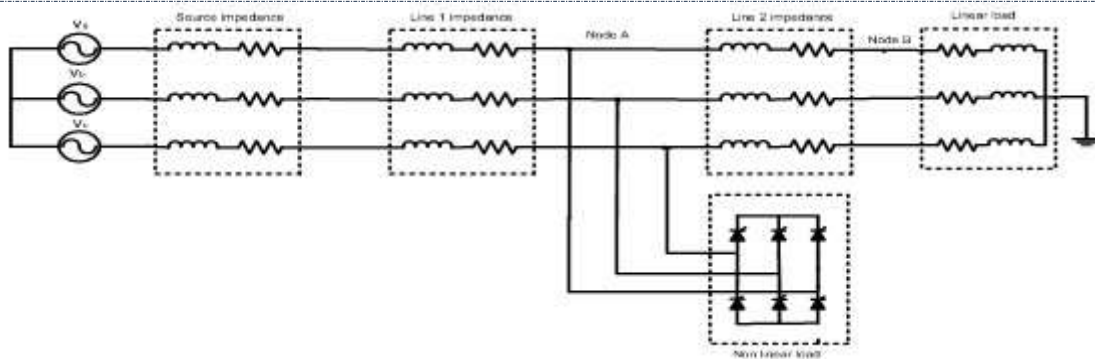 Source impedance
Line 1 impedance
Line 2 impedance
Linear load
Node A
Node B
Va
Vb
Vc
Non linear load